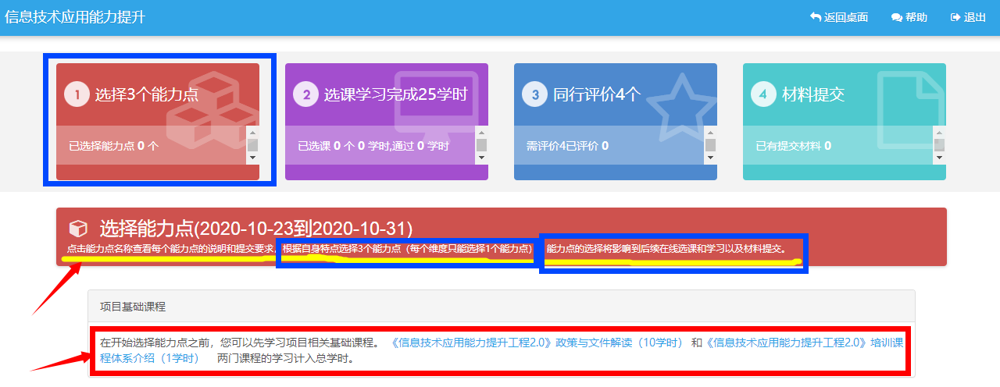 信息技术应用能力提升
返回桌面 帮助 退出
1 选择3个能力点
已选择能力点 0 个
2 选课学习完成25学时
已选课 0 个 0 学时,通过 0 学时
3 同行评价4个
需评价4已评价 0
4 材料提交
已有提交材料 0
选择能力点(2020-10-23到2020-10-31)
点击能力点名称查看每个能力点的说明和提交要求,根据自身特点选择3个能力点（每个维度只能选择1个能力点） 能力点的选择将影响到后续在线选课和学习以及材料提交。
项目基础课程
在开始选择能力点之前，您可以先学习项目相关基础课程。 《信息技术应用能力提升工程2.0》政策与文件解读（10学时） 和《信息技术应用能力提升工程2.0》培训课
程体系介绍（1学时） 两门课程的学习计入总学时。